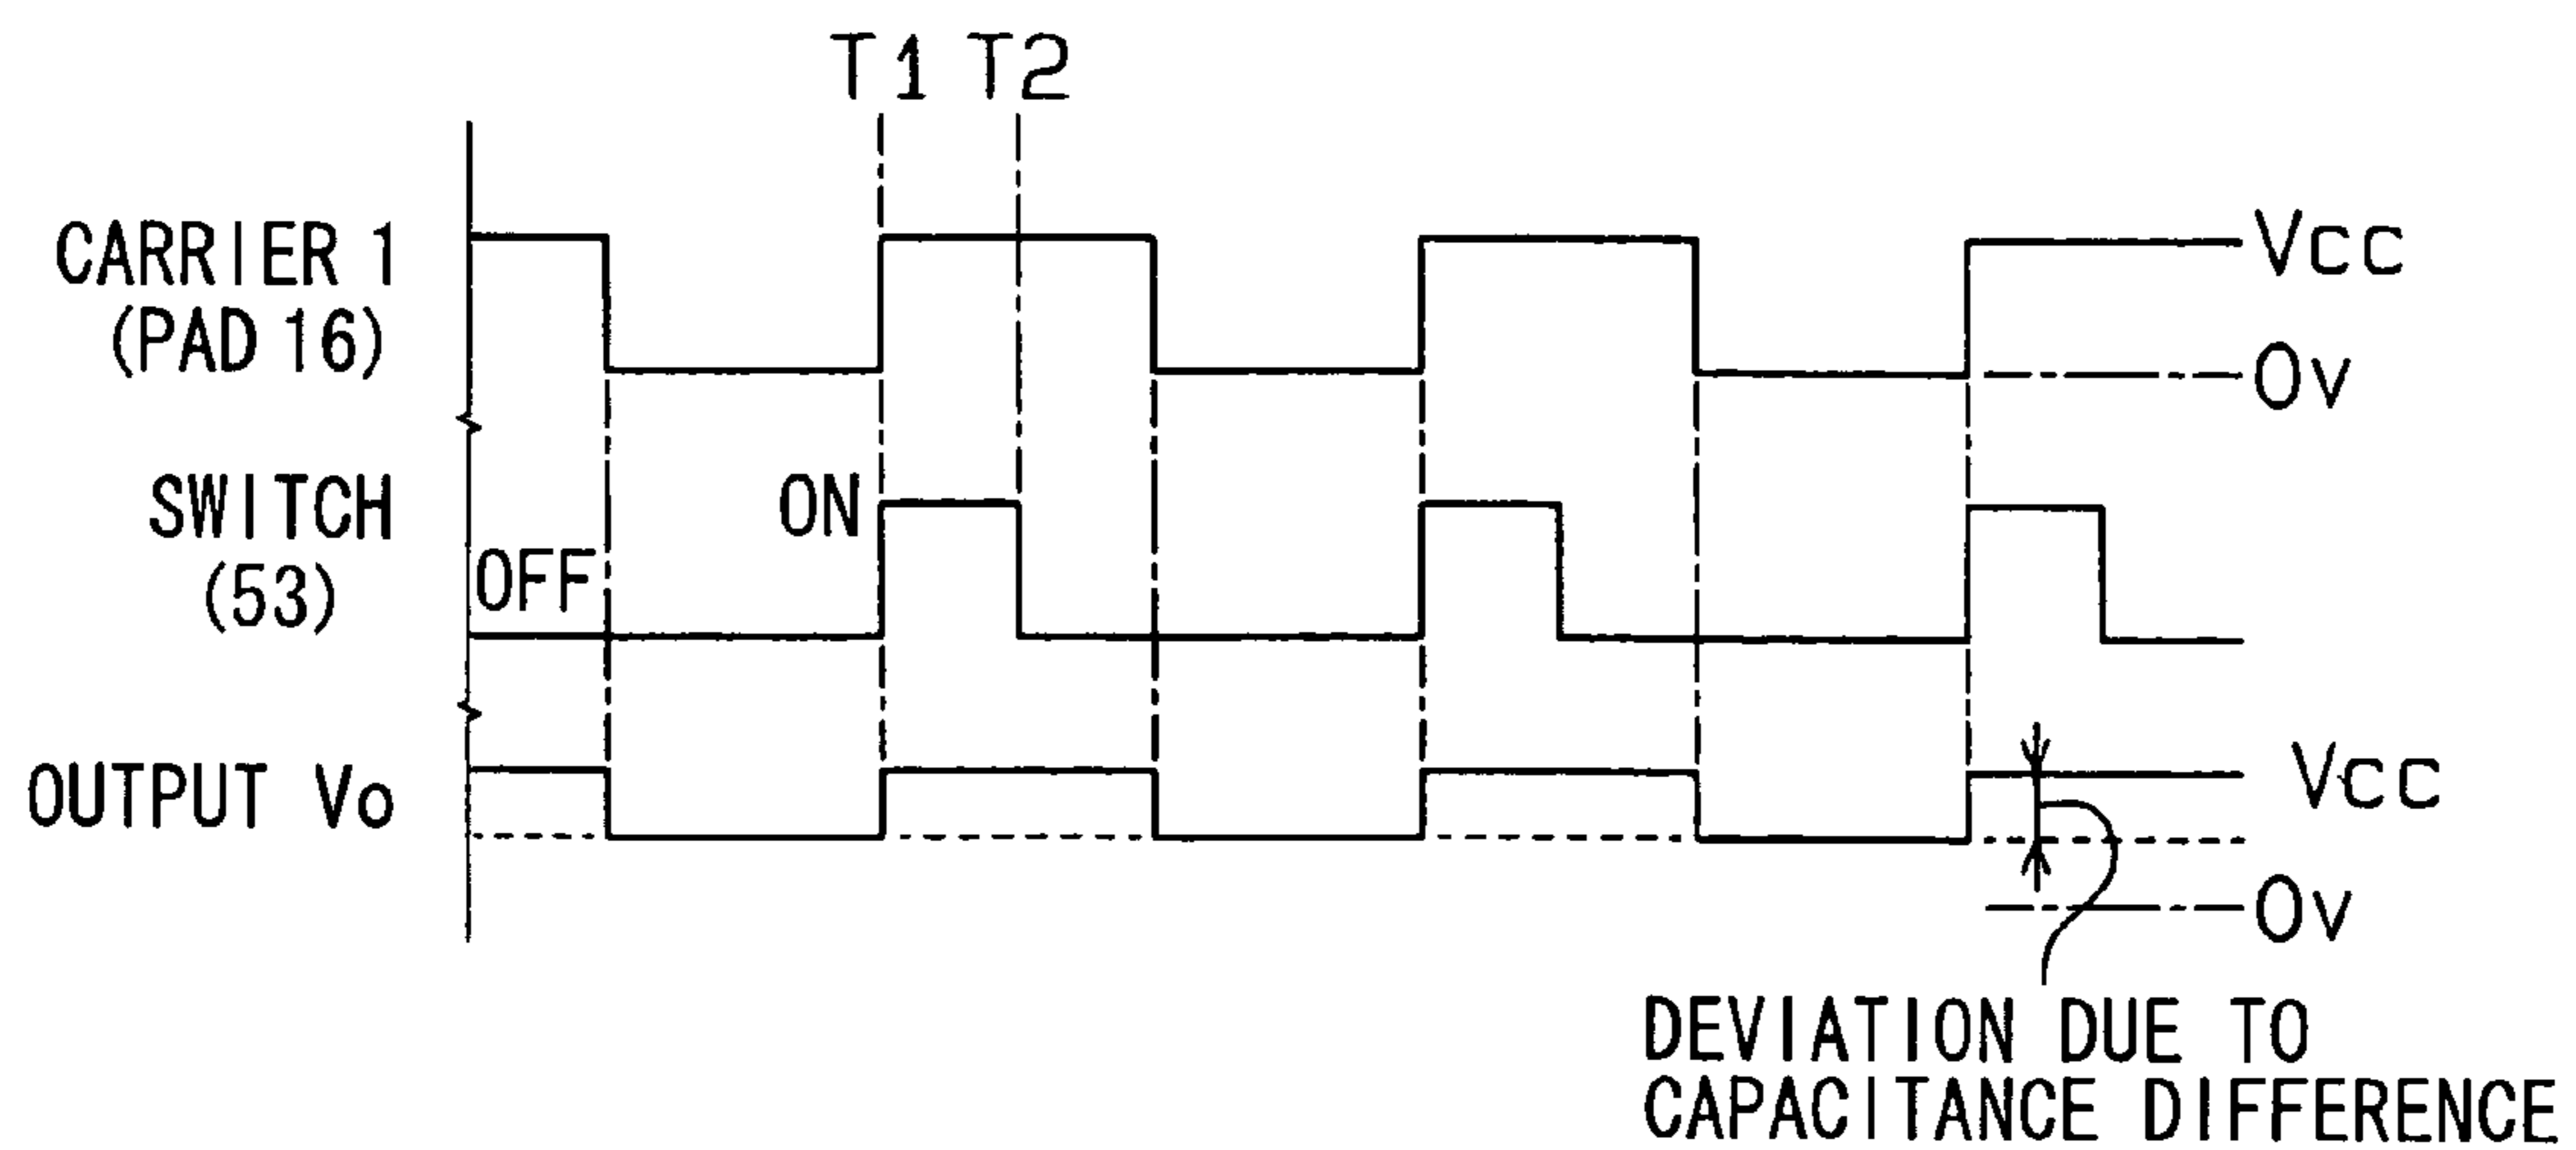 T1 T2
CARRIER 1
(PAD 16)
Vcc
0v
SWITCH
(53)
OFF
ON
OUTPUT Vo
Vcc
0v
DEVIATION DUE TO
CAPACITANCE DIFFERENCE